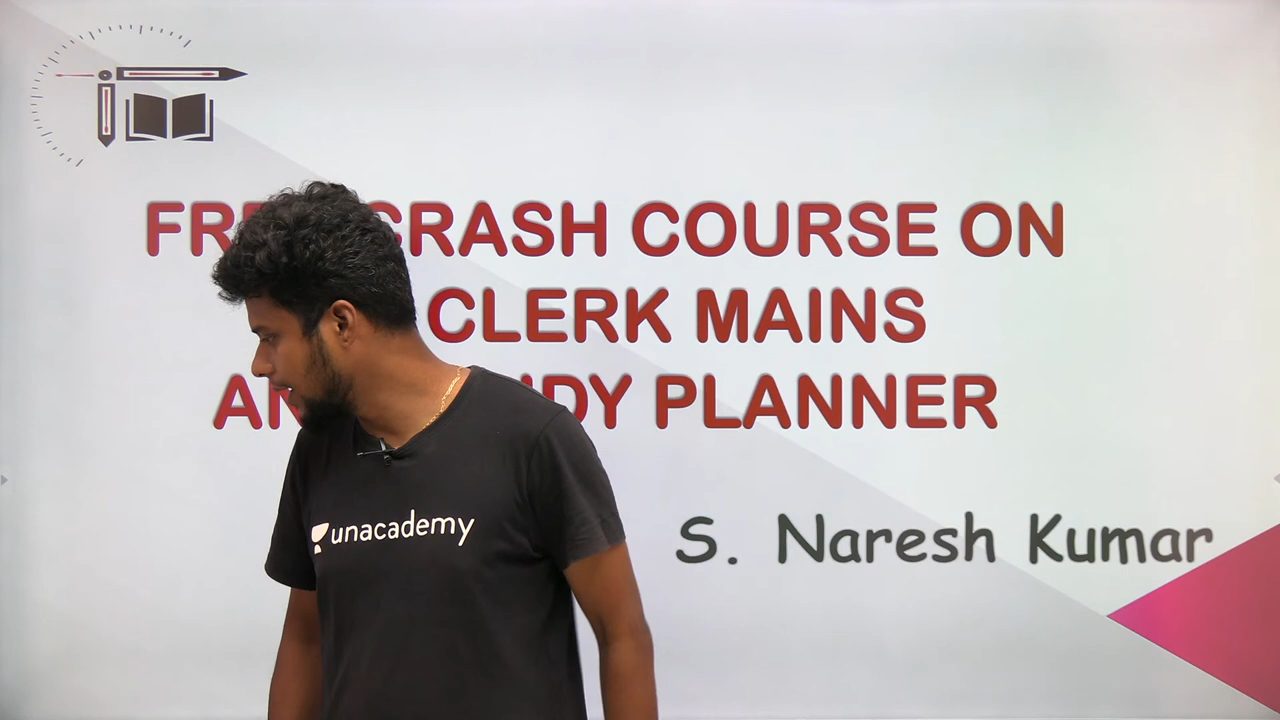 CRASH COURSE ON
CLERK MAINS
PLANNER
S. Naresh Kumar
unacademy